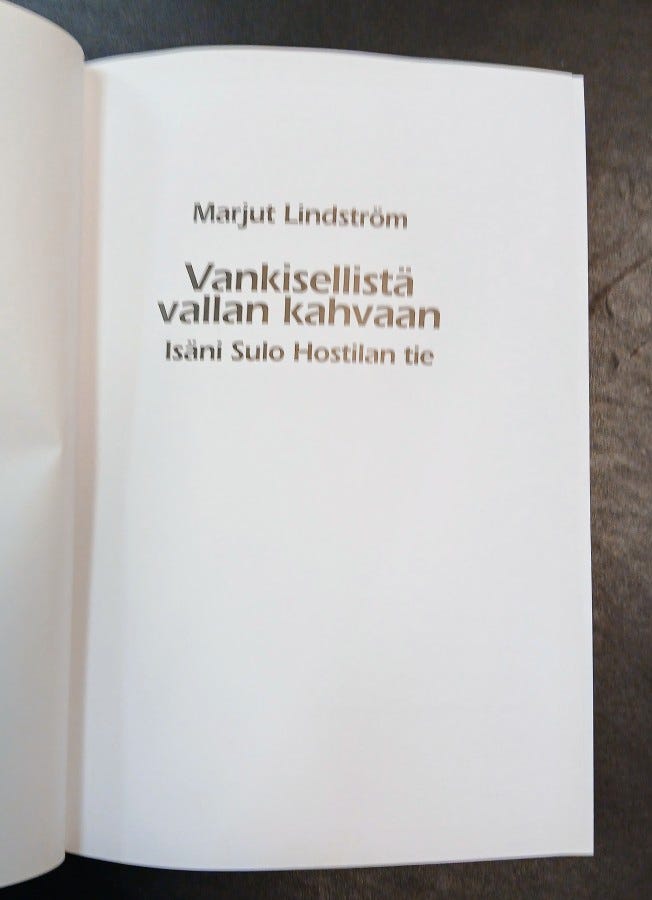 Marjut Lindström
Vankisellistä
vallan kahvaan
Isäni Sulo Hostilan tie